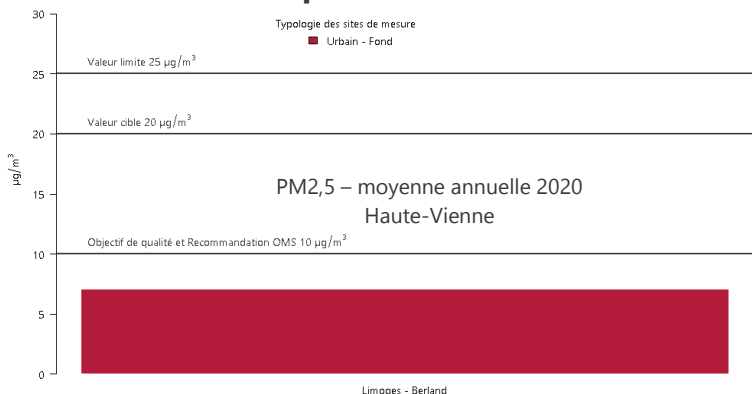 Typologie des sites de mesure
Urbain - Fond
30
Valeur limite 25 µg/m³
25
Valeur cible 20 µg/m³
20
µg/m³
PM2,5 – moyenne annuelle 2020
Haute-Vienne
15
Objectif de qualité et Recommandation OMS 10 µg/m³
10
5
0
Limoges - Berland